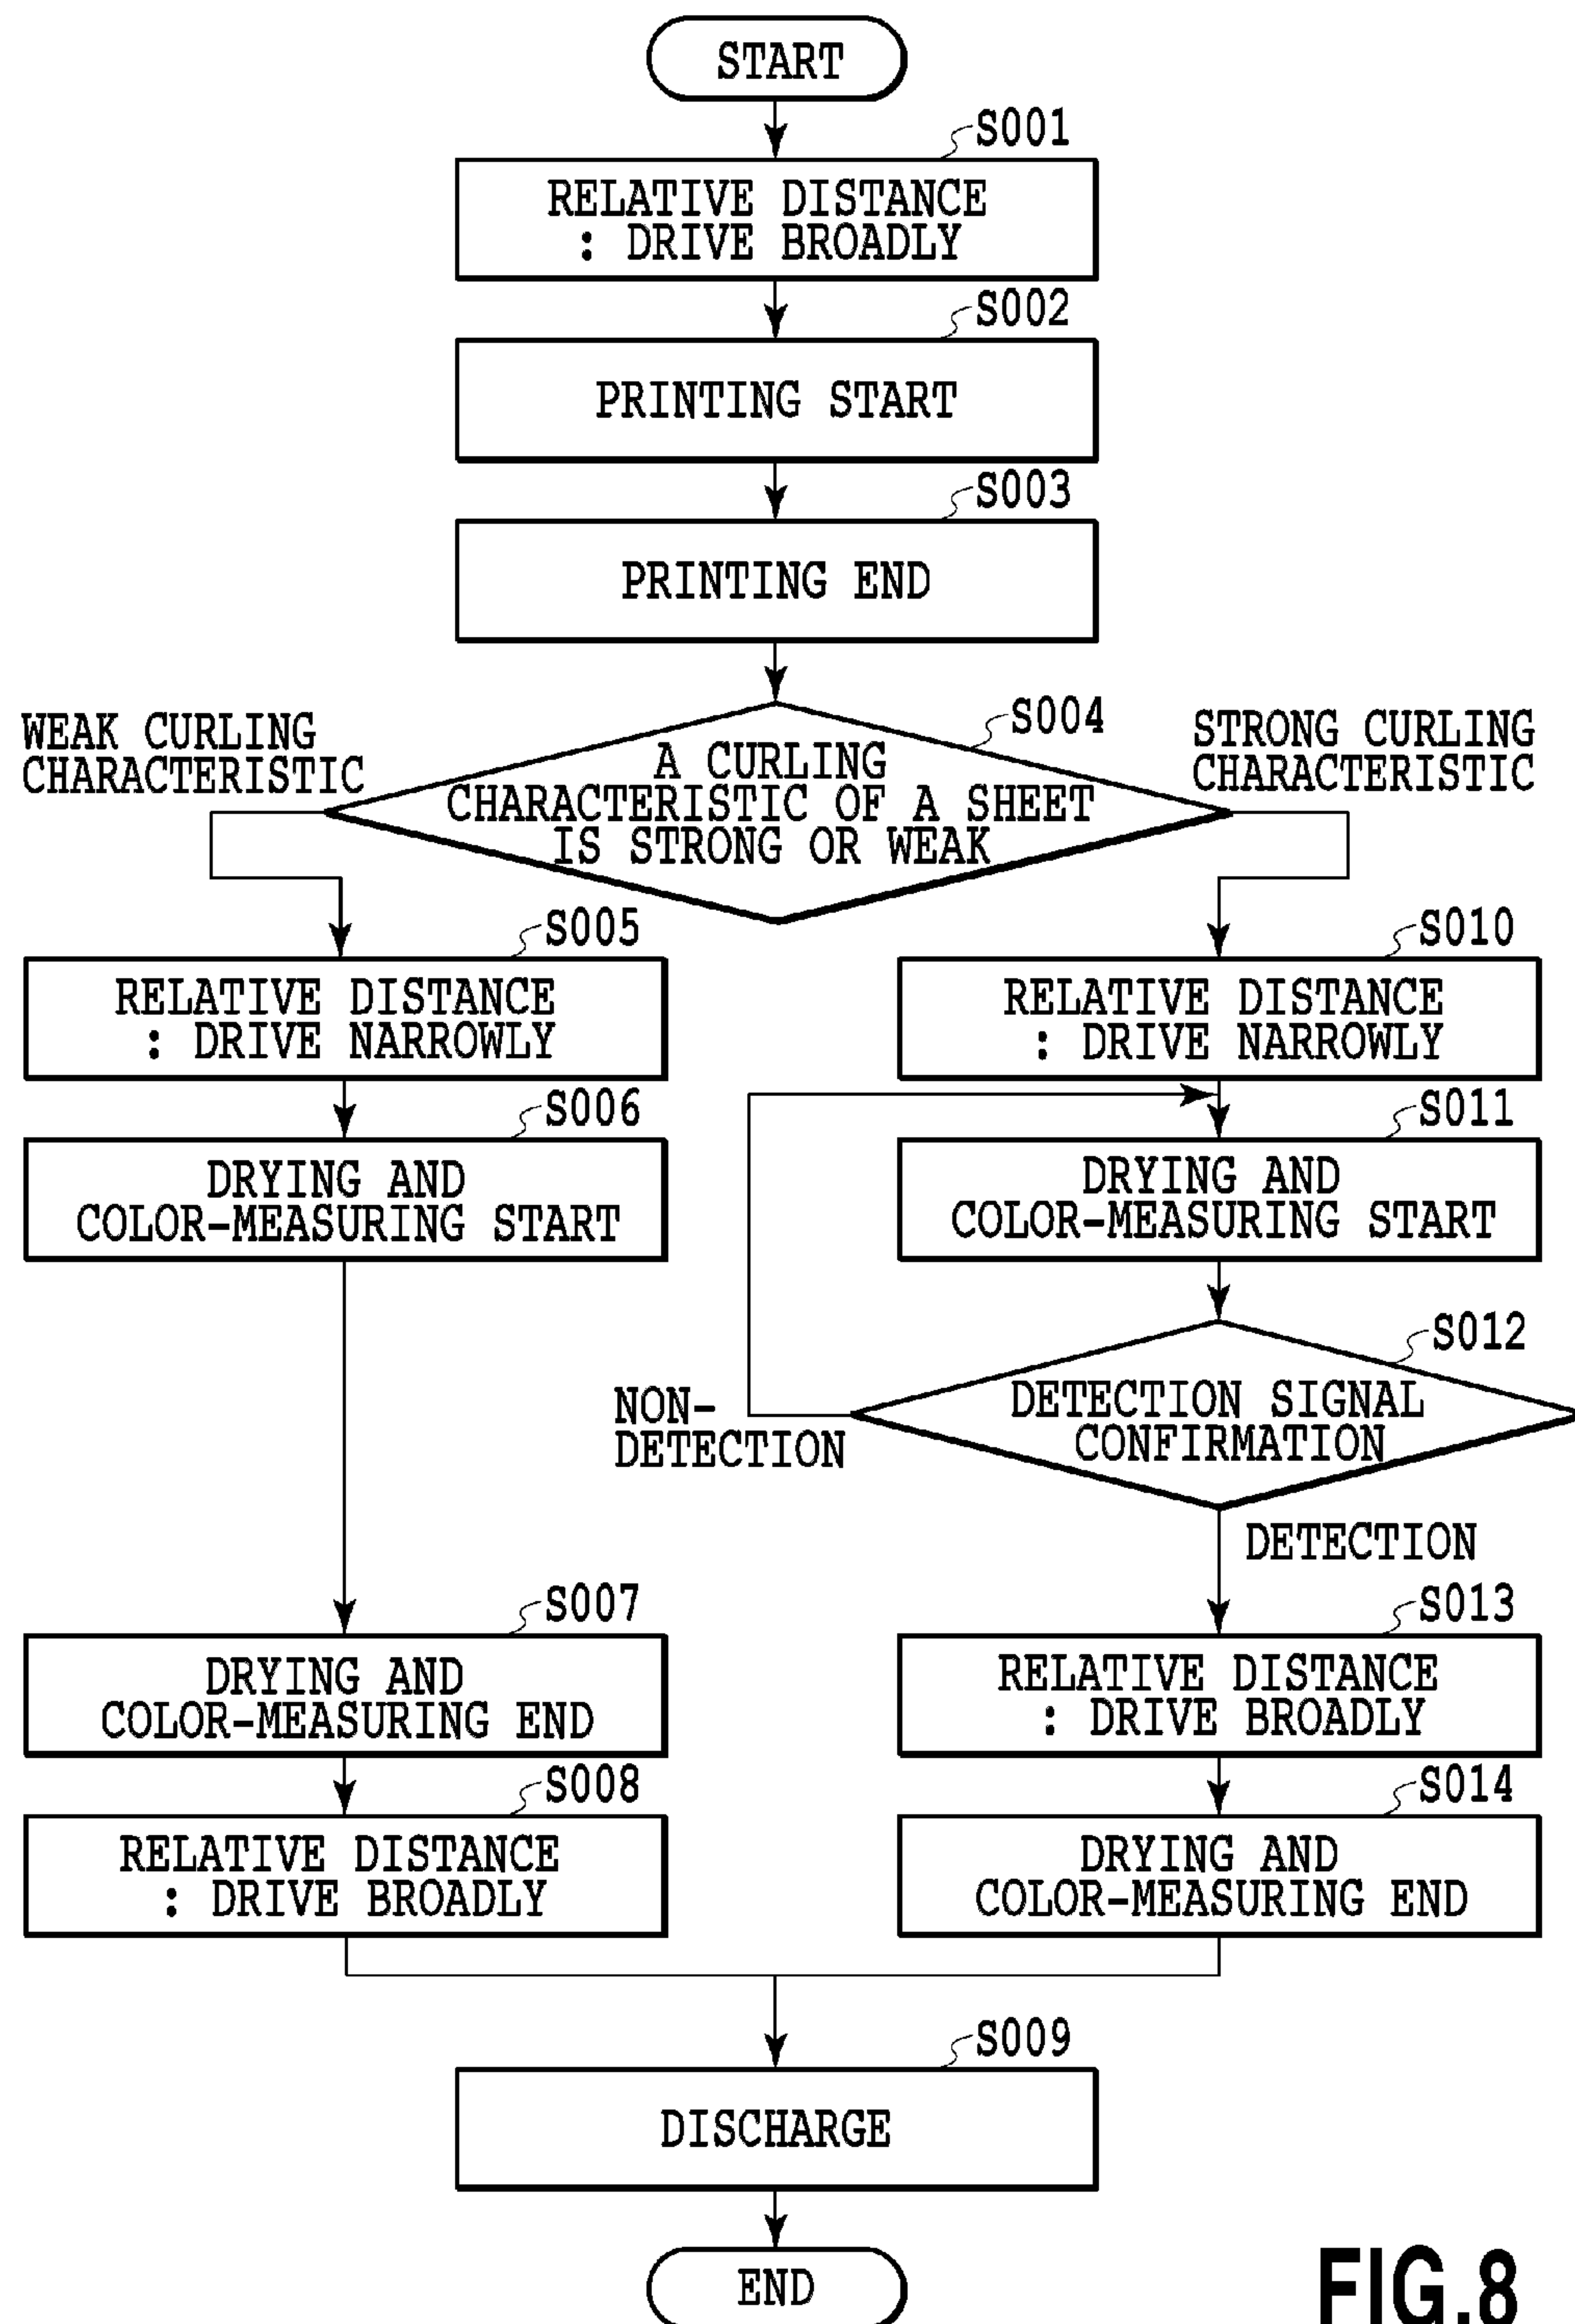 START
S001
RELATIVE DISTANCE
: DRIVE BROADLY
S002
PRINTING START
S003
PRINTING END
S004
WEAK CURLING
CHARACTERISTIC
A CURLING
CHARACTERISTIC OF A SHEET
IS STRONG OR WEAK
STRONG CURLING
CHARACTERISTIC
S005
RELATIVE DISTANCE
: DRIVE NARROWLY
S006
DRYING AND
COLOR-MEASURING START
S007
DRYING AND
COLOR-MEASURING END
S008
RELATIVE DISTANCE
: DRIVE BROADLY
S010
RELATIVE DISTANCE
: DRIVE NARROWLY
S011
DRYING AND
COLOR-MEASURING START
S012
DETECTION SIGNAL
CONFIRMATION
NON-
DETECTION
DETECTION
S013
RELATIVE DISTANCE
: DRIVE BROADLY
S014
DRYING AND
COLOR-MEASURING END
S009
DISCHARGE
END
FIG.8